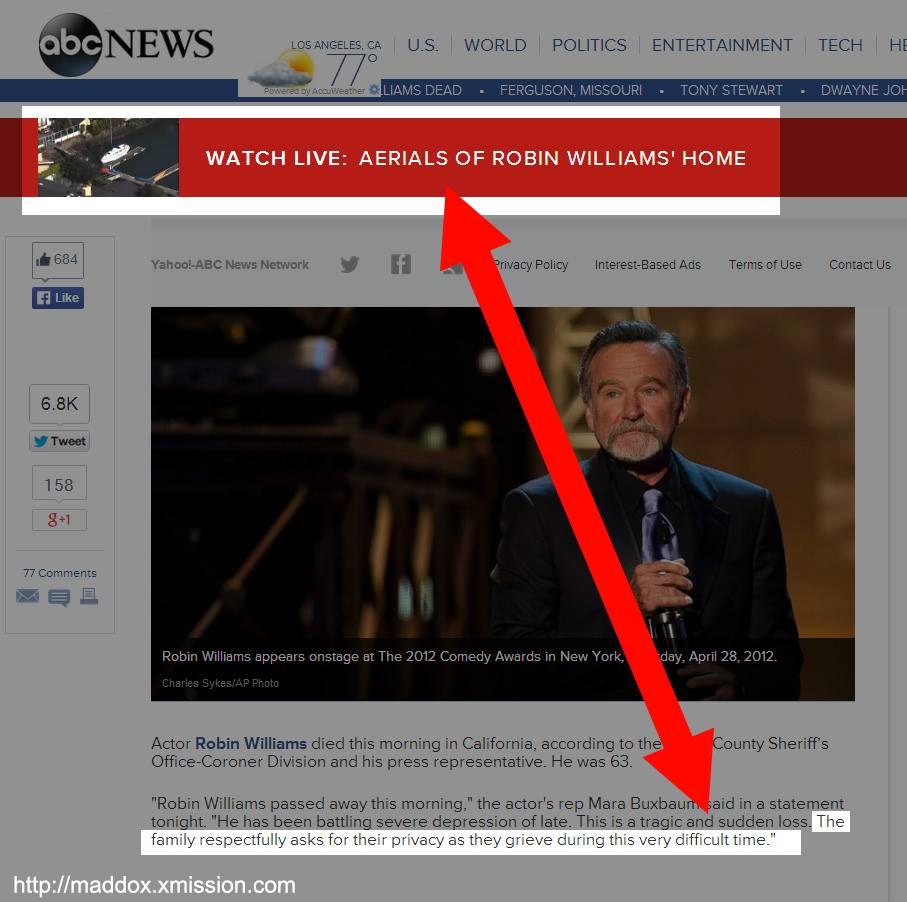 abc NEWS
LOS ANGELES, CA
77°
Powered by AccuWeather
U.S. WORLD POLITICS ENTERTAINMENT TECH
LIAMS DEAD • FERGUSON, MISSOURI • TONY STEWART • DWAYNE JOH
WATCH LIVE: AERIALS OF ROBIN WILLIAMS' HOME
684
Like
Yahoo!-ABC News Network
Privacy Policy Interest-Based Ads Terms of Use Contact Us
6.8K
Tweet
158
g+1
77 Comments
Robin Williams appears onstage at The 2012 Comedy Awards in New York, day, April 28, 2012.
Charles Sykes/AP Photo
Actor Robin Williams died this morning in California, according to the County Sheriff's
Office-Coroner Division and his press representative. He was 63.
"Robin Williams passed away this morning," the actor's rep Mara Buxbaum said in a statement
tonight. "He has been battling severe depression of late. This is a tragic and sudden loss. The
family respectfully asks for their privacy as they grieve during this very difficult time."
http://maddox.xmission.com